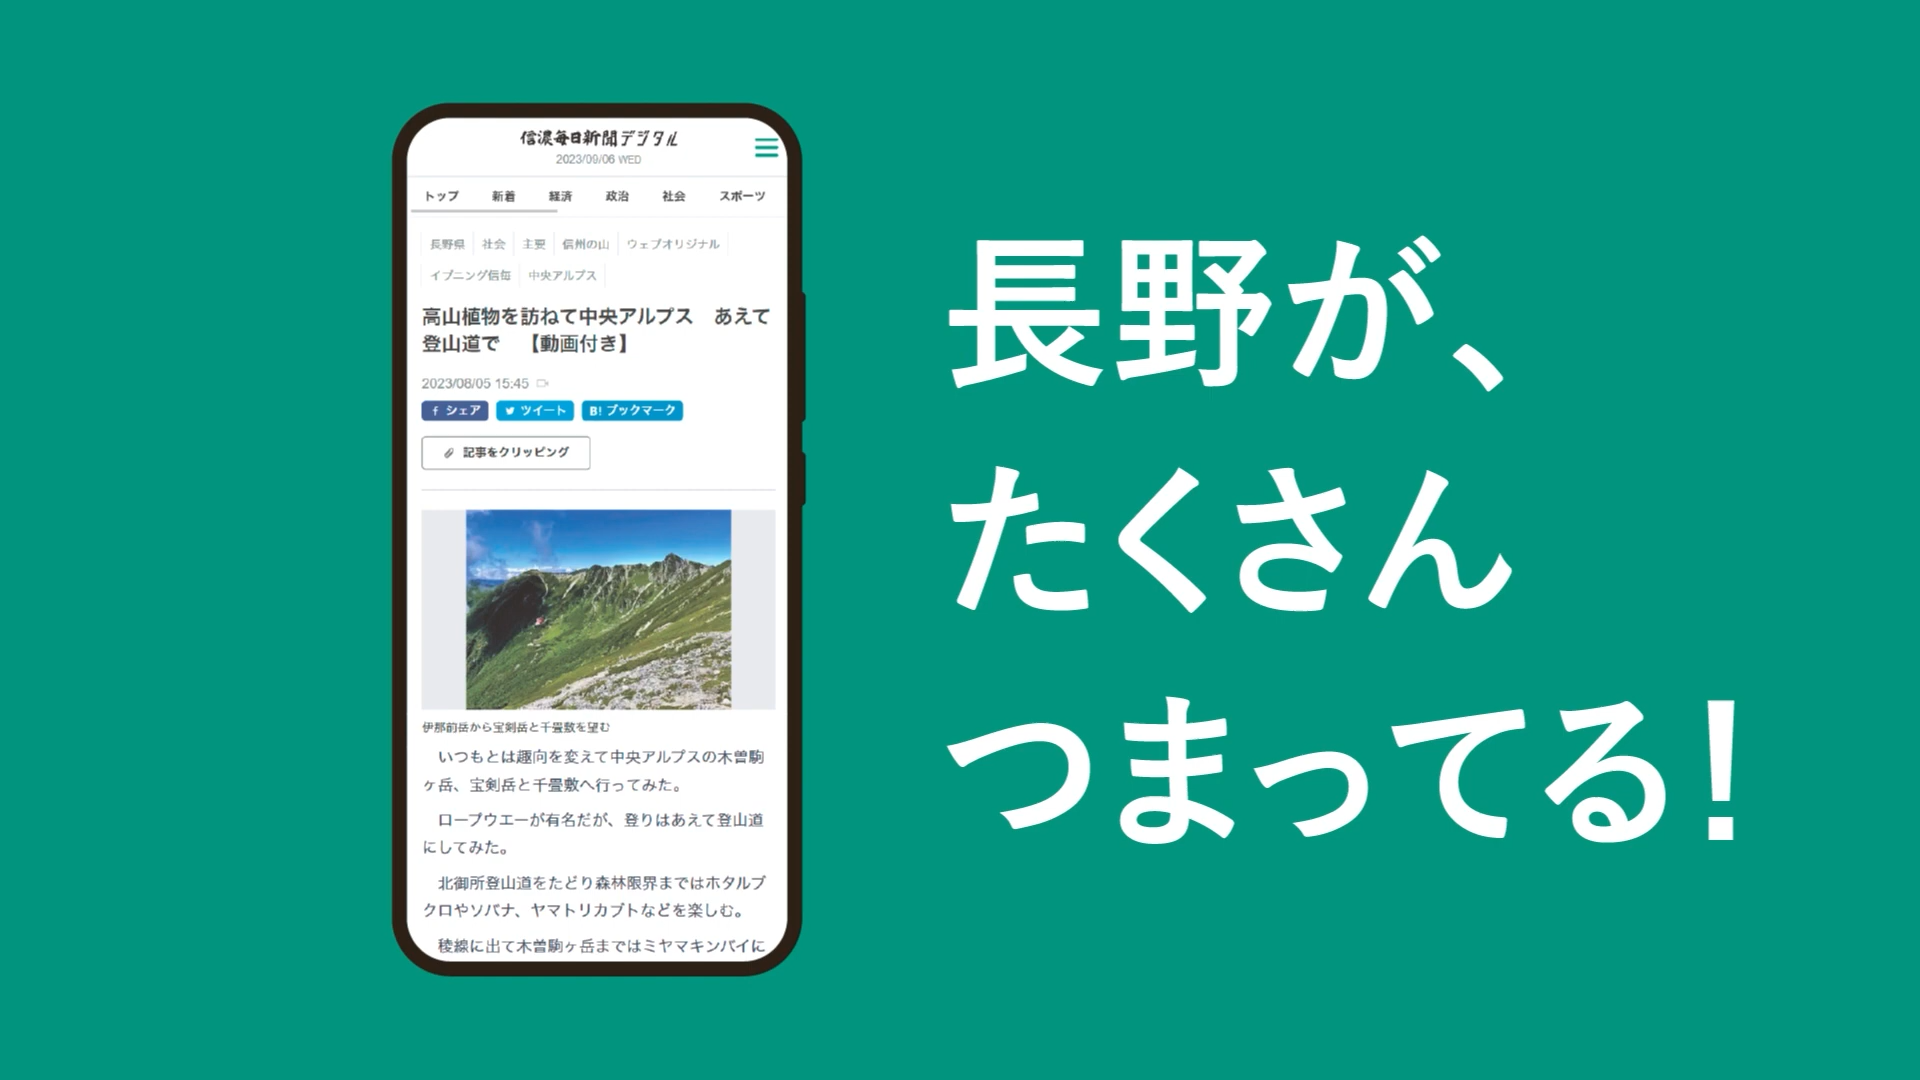 信濃毎日新聞デジタル
2023/09/06 WED
トップ 新着 経済 政治 社会 スポーツ
長野県 社会 主要 信州の山 ウェブオリジナル
イブニング信毎 中央アルプス
高山植物を訪ねて中央アルプス　あえて
登山道で　【動画付き】
2023/08/05 15:45
シェア ツイート B! ブックマーク
記事をクリッピング
伊那前岳から宝剣岳と千畳敷を望む
いつもとは趣向を変えて中央アルプスの木曽駒
ヶ岳、宝剣岳と千畳敷へ行ってみた。
ロープウエーが有名だが、登りはあえて登山道
にしてみた。
北御所登山道をたどり森林限界まではホタルブ
クロやソバナ、ヤマトリカブトなどを楽しむ。
稜線に出て木曽駒ヶ岳まではミヤマキンバイに
長野が、
たくさん
つまってる!